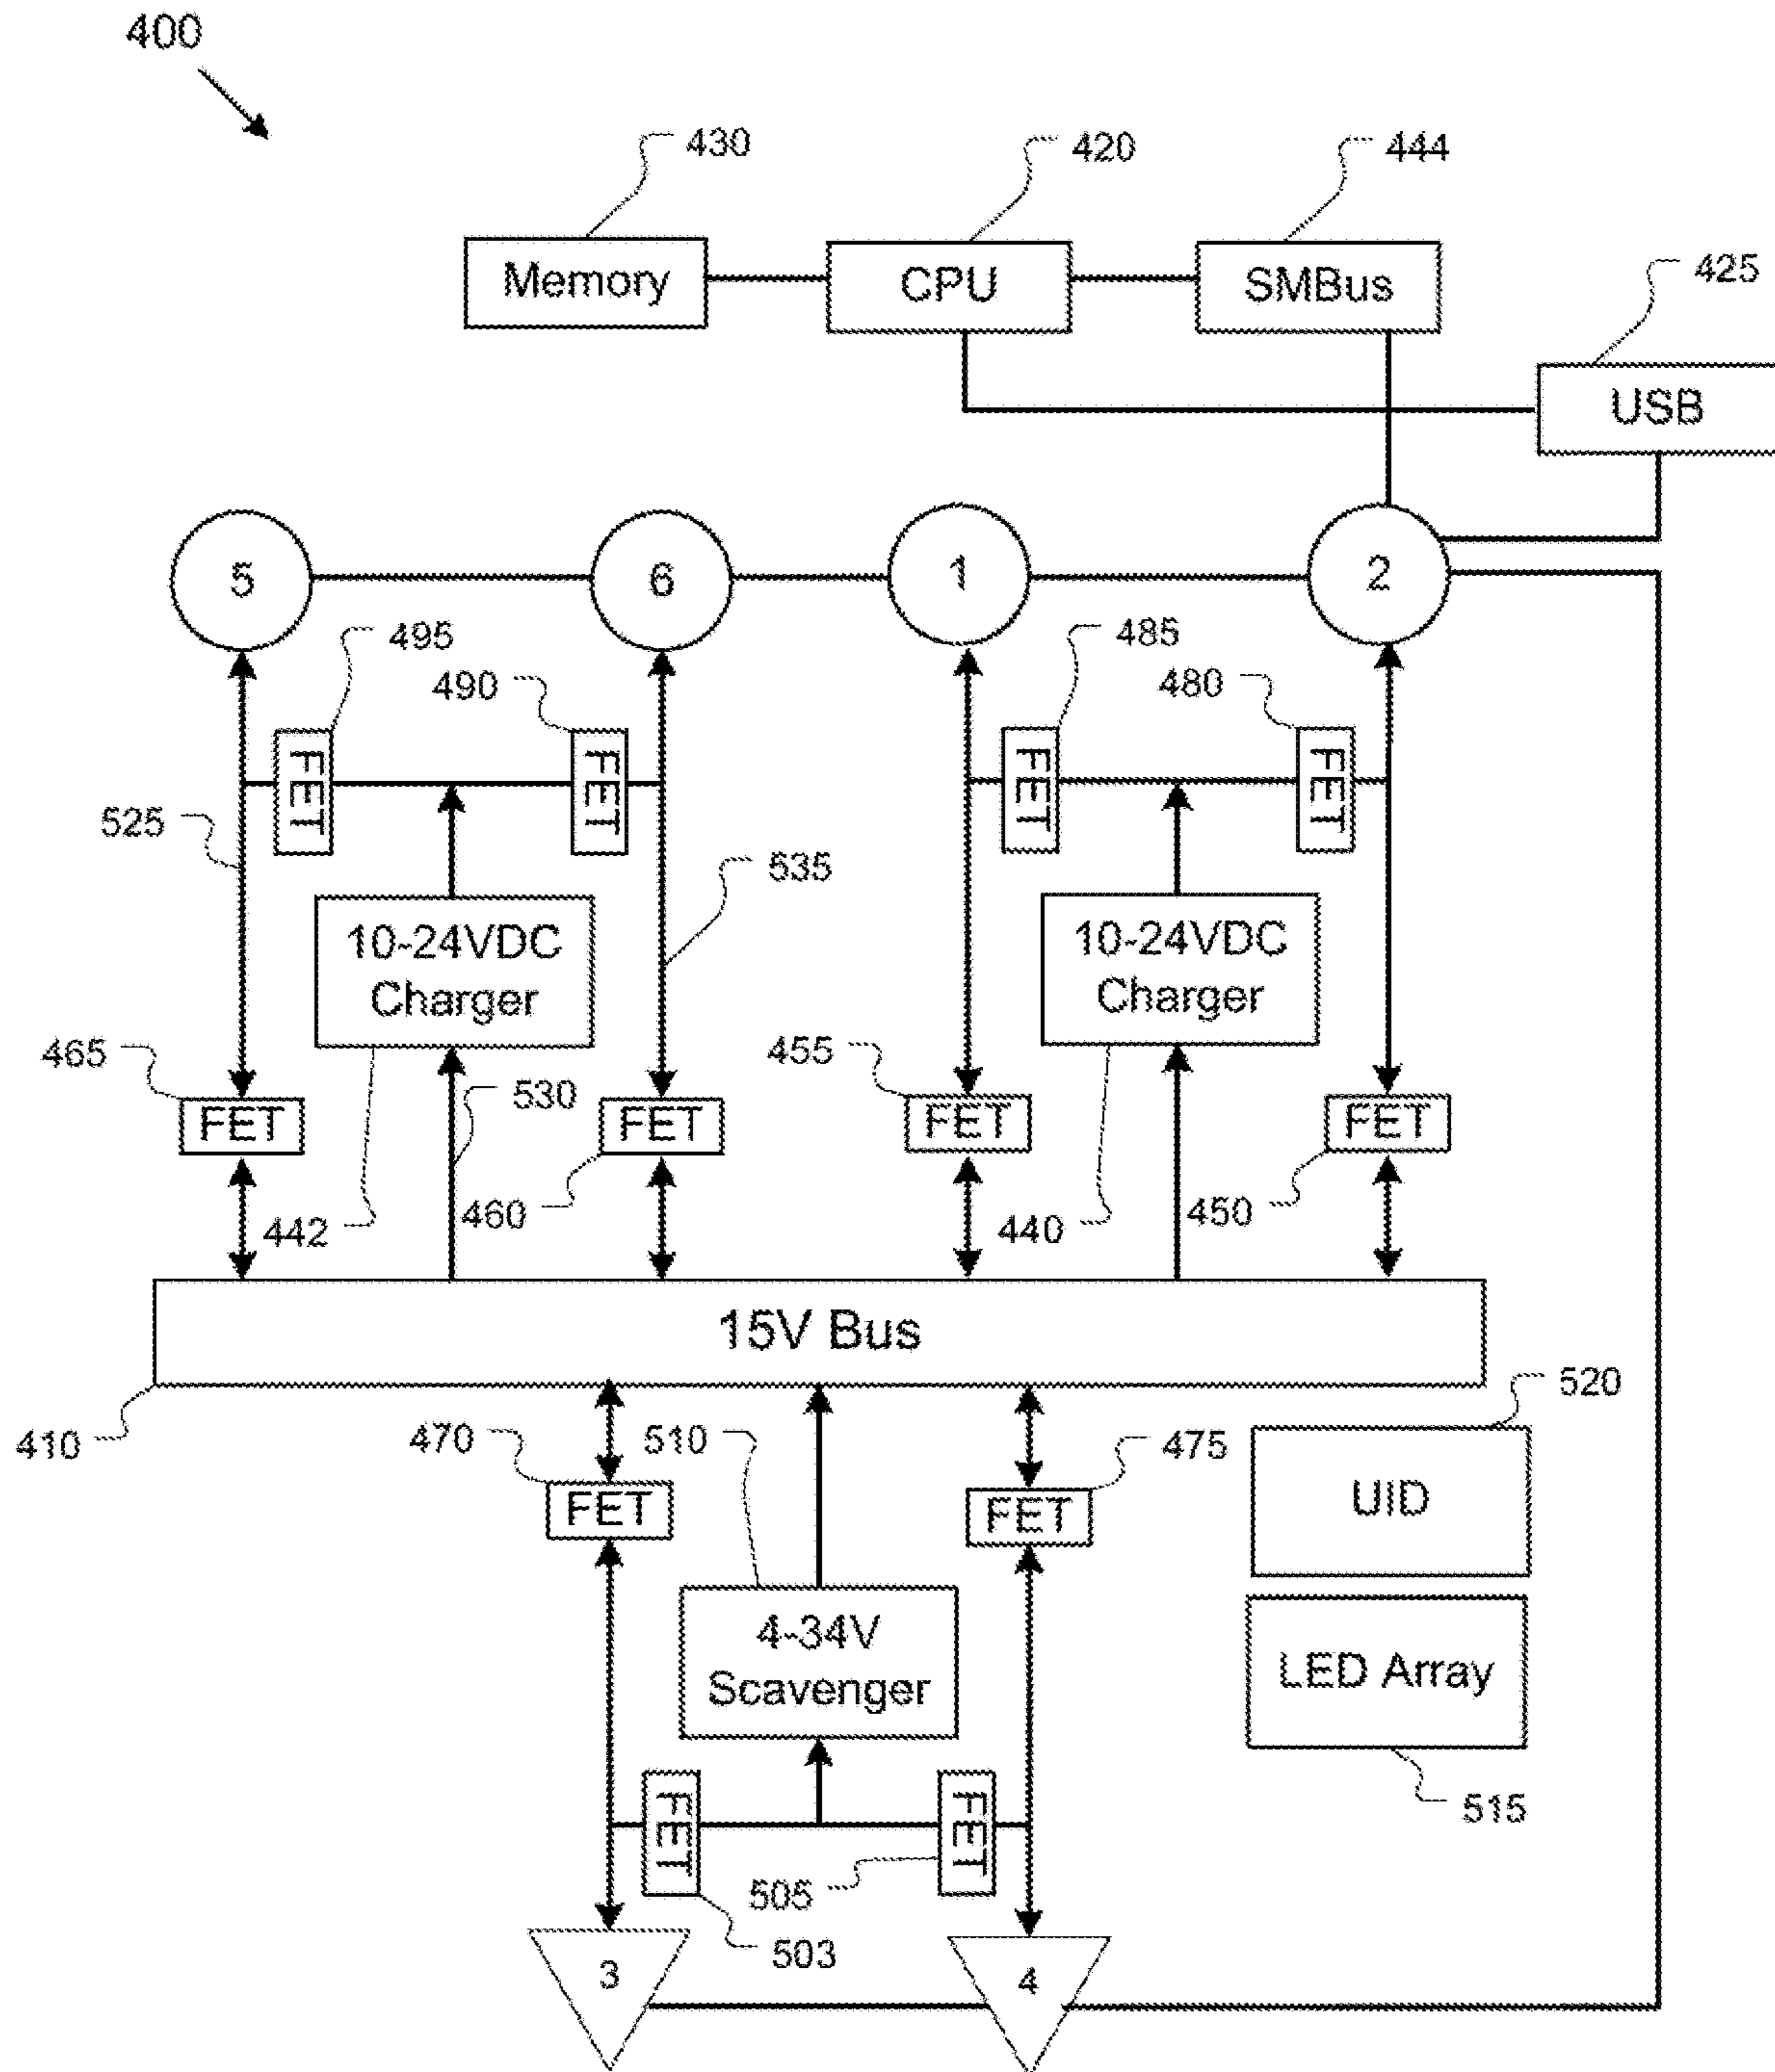 400
430
420
444
Memory
CPU
SMBus
425
USB
5
6
1
2
495
485
490
480
FET
FET
FET
FET
525
535
10-24VDC
Charger
10-24VDC
Charger
465
530
455
FET
FET
FET
FET
442
460
440
450
15V Bus
410
470
510
475
520
FET
FET
UID
4-34V
Scavenger
LED Array
FET
FET
515
505
503
3
4